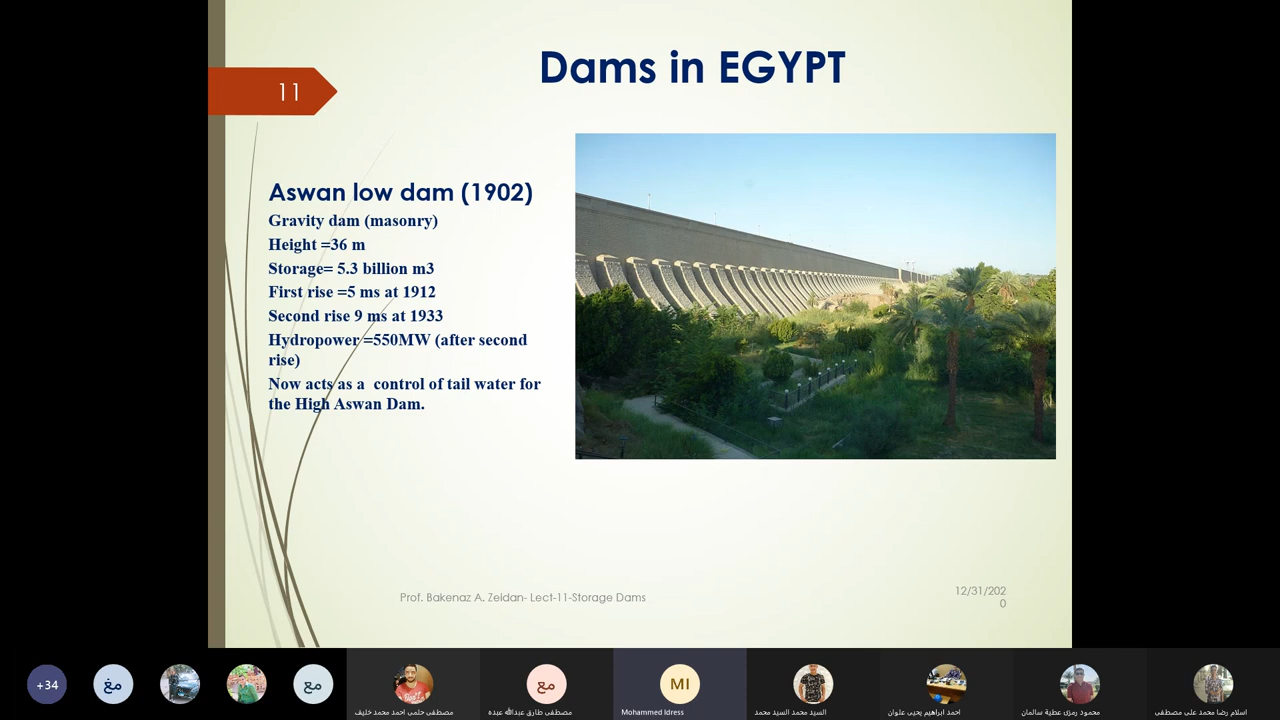 Dams in EGYPT
11
Aswan low dam (1902)
Gravity dam (masonry)
Height =36 m
Storage= 5.3 billion m3
First rise =5 ms at 1912
Second rise 9 ms at 1933
Hydropower =550MW (after second
rise)
Now acts as a  control of tail water for
the High Aswan Dam.
Prof. Bakenaz A. Zeidan- Lect-11-Storage Dams
12/31/202
0
+34
مغ
مع
مصطفى حلمى احمد محمد خليف
مع
مصطفى طارق عبدالله عبده
MI
Mohammed Idress
السيد محمد السيد محمد
احمد ابراهيم يحيى علوان
محمود رمزى عطية سالمان
اسلام رضا محمد على مصطفى